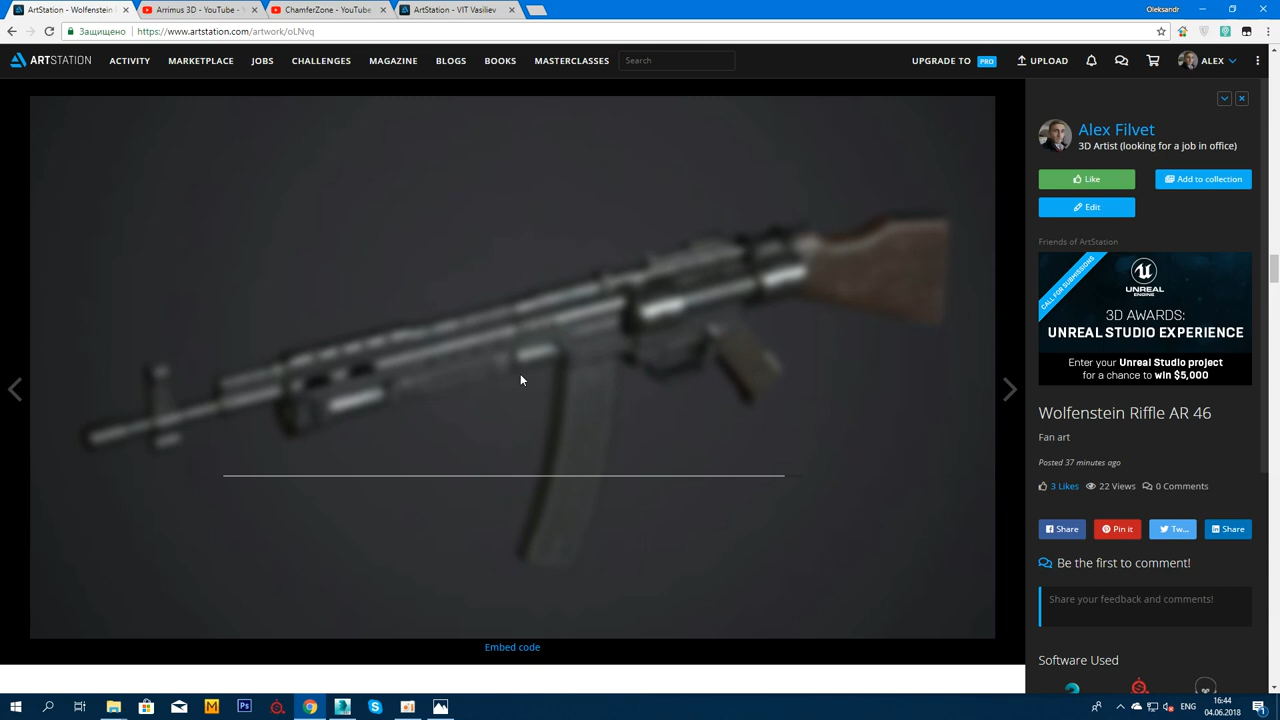 ArtStation - Wolfenstein
Arrimus 3D - YouTube -
ChamferZone - YouTube
ArtStation - VIT Vasiliev
Oleksandr
Защищено
https://www.artstation.com/artwork/oLNvq
ARTSTATION
ACTIVITY
MARKETPLACE
JOBS
CHALLENGES
MAGAZINE
BLOGS
BOOKS
MASTERCLASSES
Search
UPGRADE TO PRO
UPLOAD
ALEX
Alex Filvet
3D Artist (looking for a job in office)
Like
Add to collection
Edit
Friends of ArtStation
CALL FOR SUBMISSIONS
UNREAL
ENGINE
3D AWARDS:
UNREAL STUDIO EXPERIENCE
Enter your Unreal Studio project
for a chance to win $5,000
Wolfenstein Riffle AR 46
Fan art
Posted 37 minutes ago
3 Likes 22 Views 0 Comments
Share
Pin it
Tw...
Share
Be the first to comment!
Share your feedback and comments!
Embed code
Software Used
ENG
16:44
04.06.2018